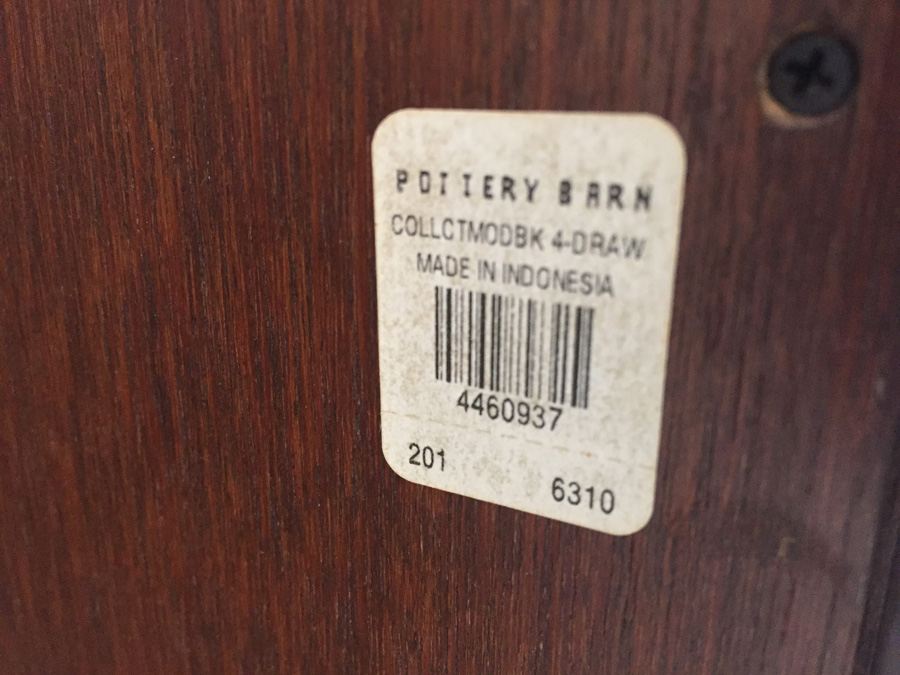 POTTERY BARN
COLLCTMODBK 4-DRAW
MADE IN INDONESIA
4460937
201
6310